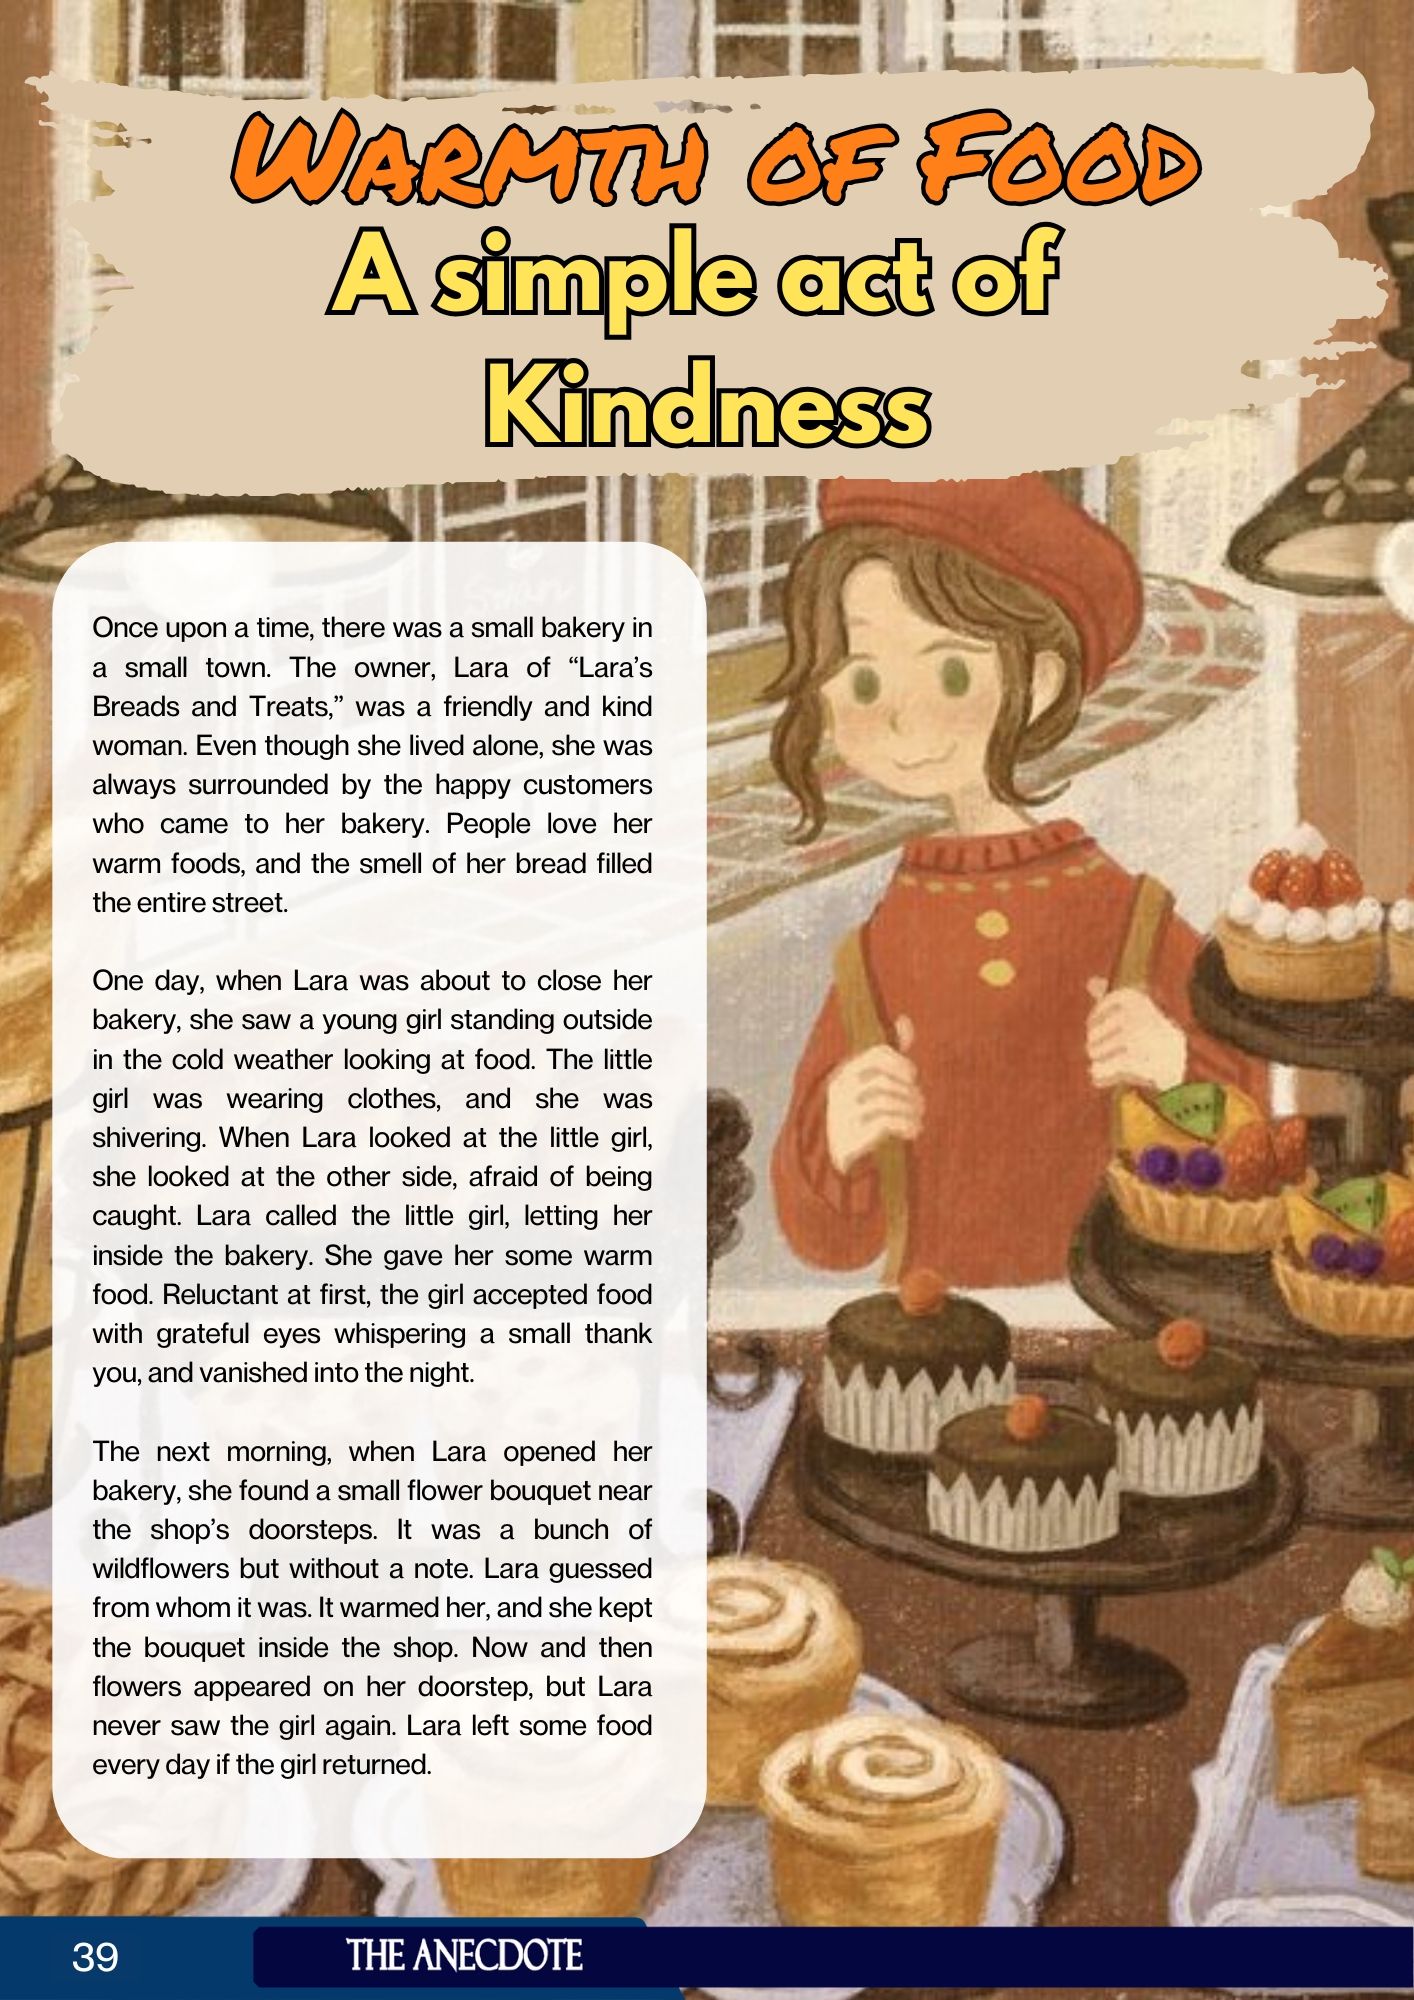 Warmth of Food
A simple act of
Kindness
Once upon a time, there was a small bakery in
a small town. The owner, Lara of “Lara’s
Breads and Treats,” was a friendly and kind
woman. Even though she lived alone, she was
always surrounded by the happy customers
who came to her bakery. People love her
warm foods, and the smell of her bread filled
the entire street.
One day, when Lara was about to close her
bakery, she saw a young girl standing outside
in the cold weather looking at food. The little
girl was wearing clothes, and she was
shivering. When Lara looked at the little girl,
she looked at the other side, afraid of being
caught. Lara called the little girl, letting her
inside the bakery. She gave her some warm
food. Reluctant at first, the girl accepted food
with grateful eyes whispering a small thank
you, and vanished into the night.
The next morning, when Lara opened her
bakery, she found a small flower bouquet near
the shop’s doorsteps. It was a bunch of
wildflowers but without a note. Lara guessed
from whom it was. It warmed her, and she kept
the bouquet inside the shop. Now and then
flowers appeared on her doorstep, but Lara
never saw the girl again. Lara left some food
every day if the girl returned.
39
THE ANECDOTE